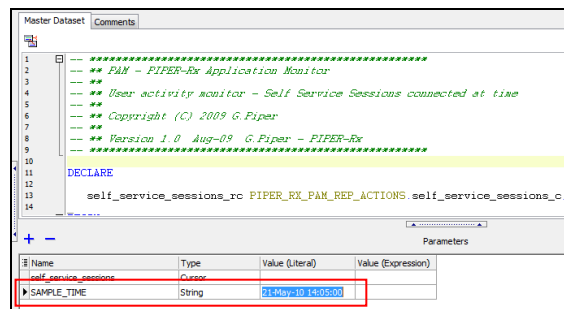 Master Dataset Comments
1 -- **************************************************
2 -- ** PAM - PIPER-Rx Application Monitor
3 -- **
4 -- ** User activity monitor - Self Service Sessions connected at time
5 -- **
6 -- ** Copyright (C) 2009 G.Piper
7 -- **
8 -- ** Version 1.0 Aug-09 G.Piper - PIPER-Rx
9 -- **************************************************
10
11 DECLARE
12
13 self_service_sessions_rc PIPER_RX_PAM_REP_ACTIONS.self_service_sessions_c
14
Parameters
Name Type Value (Literal) Value (Expression)
self_service_sessions Cursor
SAMPLE_TIME String 21-May-10 14:05:00